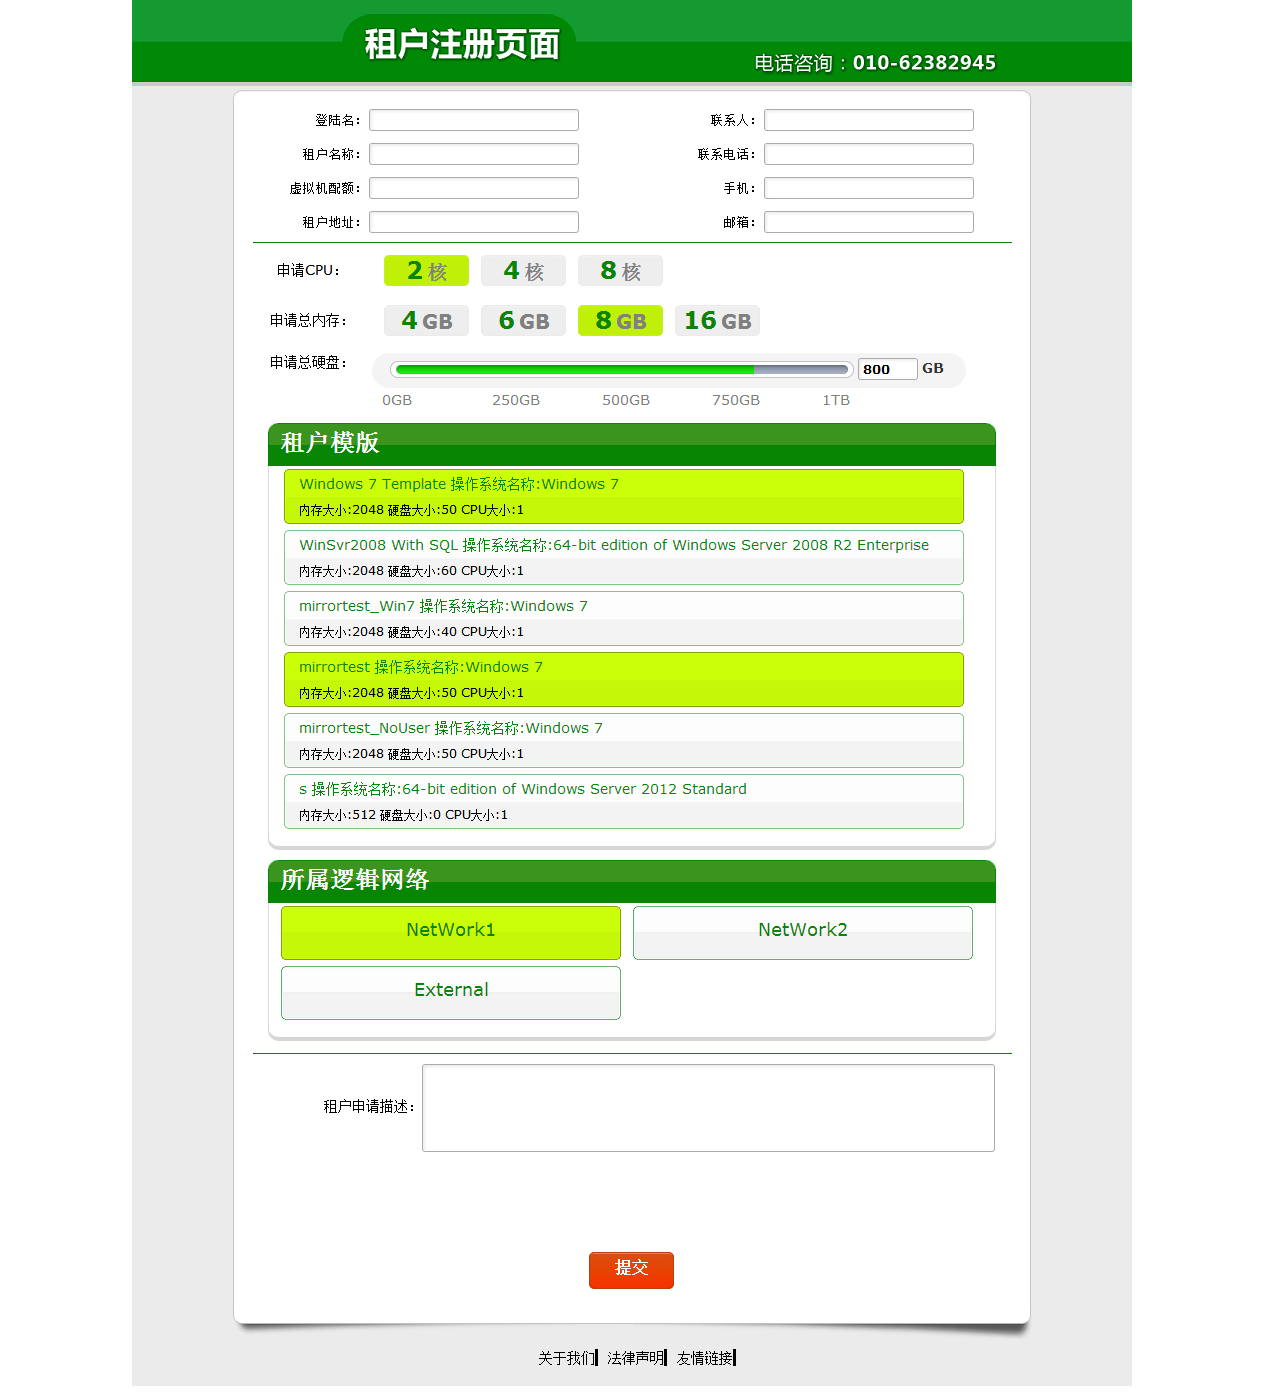 租户注册页面
电话咨询：010-62382945
登陆名： 联系人：
租户名称： 联系电话：
虚拟机配额： 手机：
租户地址： 邮箱：
申请CPU： 2 核 4 核 8 核
申请总内存： 4 GB 6 GB 8 GB 16 GB
申请总硬盘： 800 GB
0GB 250GB 500GB 750GB 1TB
租户模版
Windows 7 Template 操作系统名称:Windows 7
内存大小:2048 硬盘大小:50 CPU大小:1
WinSvr2008 With SQL 操作系统名称:64-bit edition of Windows Server 2008 R2 Enterprise
内存大小:2048 硬盘大小:60 CPU大小:1
mirrortest_Win7 操作系统名称:Windows 7
内存大小:2048 硬盘大小:40 CPU大小:1
mirrortest 操作系统名称:Windows 7
内存大小:2048 硬盘大小:50 CPU大小:1
mirrortest_NoUser 操作系统名称:Windows 7
内存大小:2048 硬盘大小:50 CPU大小:1
s 操作系统名称:64-bit edition of Windows Server 2012 Standard
内存大小:512 硬盘大小:0 CPU大小:1
所属逻辑网络
NetWork1 NetWork2
External
租户申请描述：
提交
关于我们 法律声明 友情链接